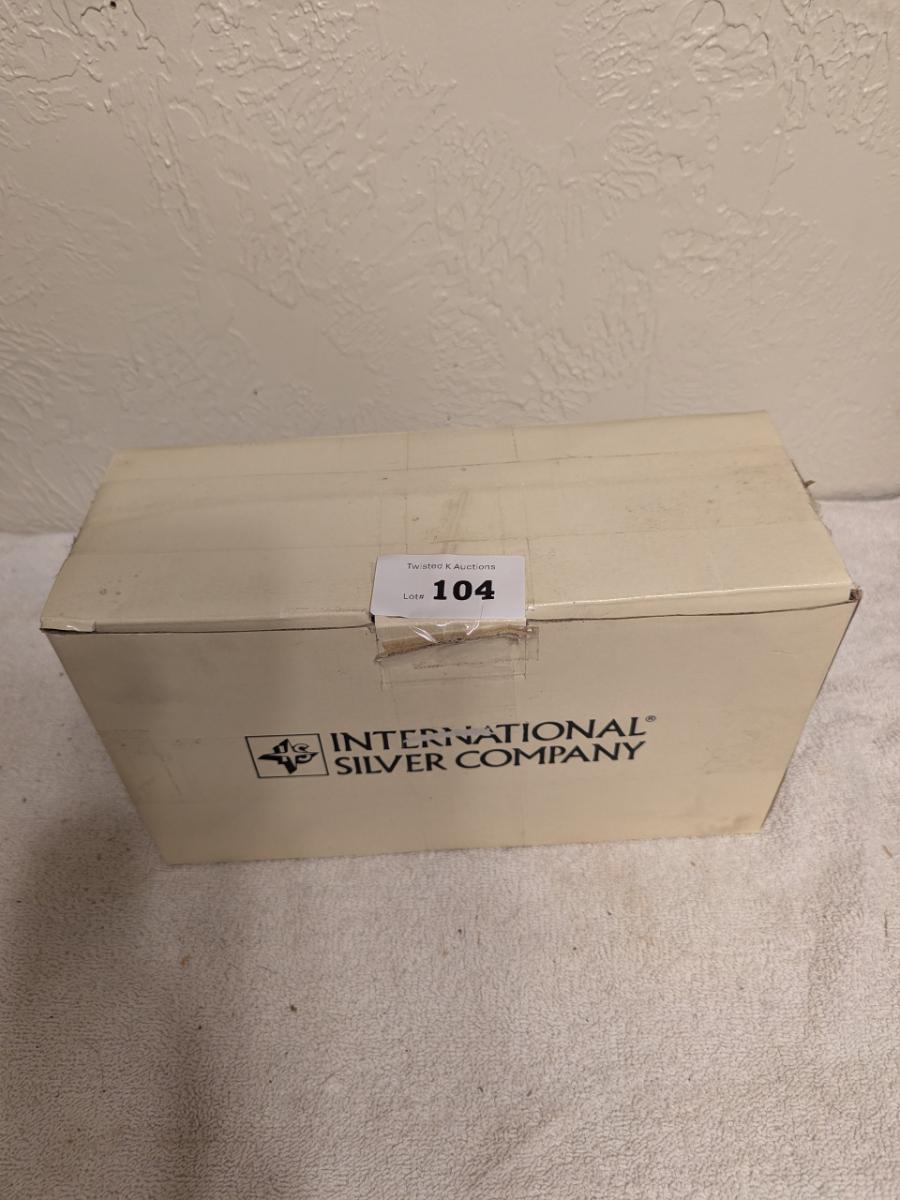 Twisted K Auctions
Lot# 104
INTERNATIONAL®
SILVER COMPANY